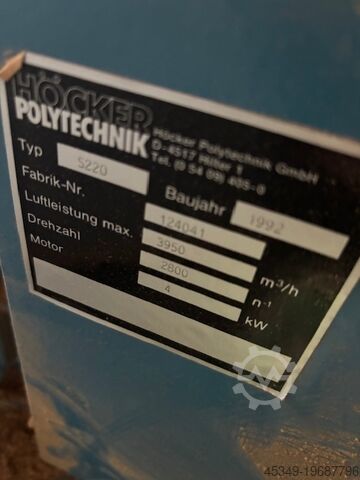 HÖCKER
POLYTECHNIK
Höcker Polytechnik GmbH
D-4517 Hilter 1
Tel. (0 54 09) 405-0
Typ S220 Baujahr 1992
Fabrik-Nr. 124041
Luftleistung max. 3950 m³/h
Drehzahl 2800 n⁻¹
Motor 4 kW
45349-19687796